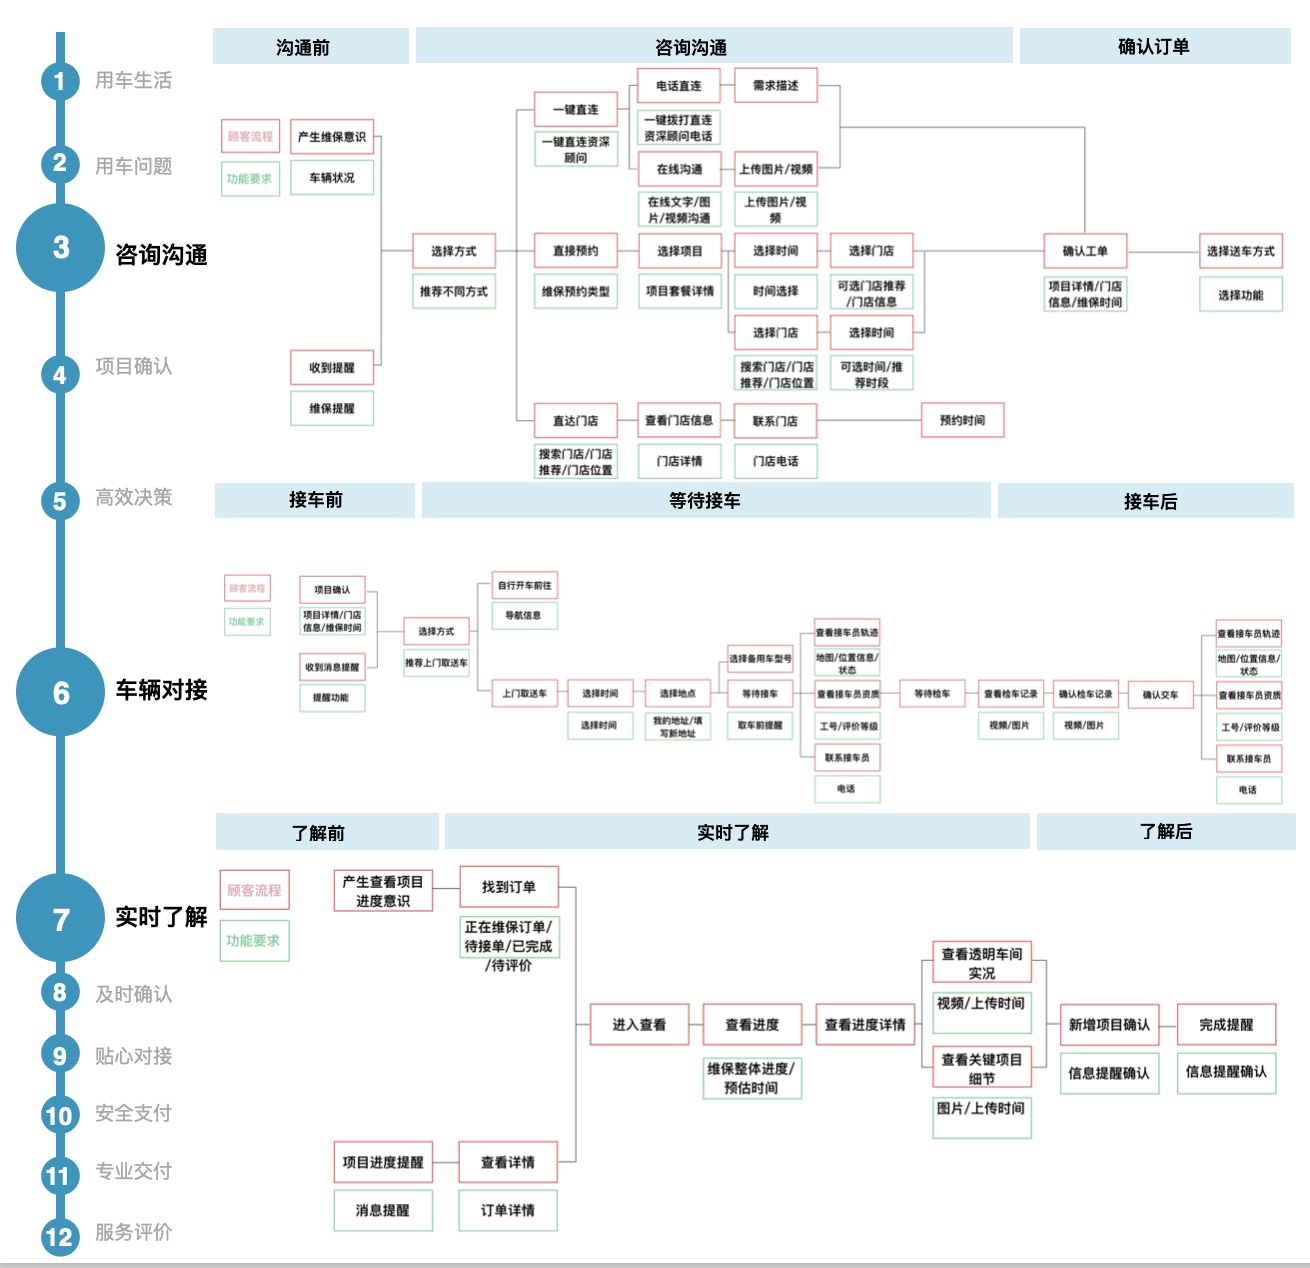 1 用车生活
2 用车问题
3 咨询沟通
4 项目确认
5 高效决策
6 车辆对接
7 实时了解
8 及时确认
9 贴心对接
10 安全支付
11 专业交付
12 服务评价
沟通前
咨询沟通
确认订单
顾客流程
功能要求
产生维保意识
车辆状况
收到提醒
维保提醒
选择方式
推荐不同方式
一键直连
一键直连资深
顾问
电话直连
一键拨打直连
资深顾问电话
需求描述
在线沟通
在线文字/图
片/视频沟通
上传图片/视频
上传图片/视
频
直接预约
维保预约类型
选择项目
项目套餐详情
选择时间
时间选择
选择门店
可选门店推荐
/门店信息
选择门店
搜索门店/门店
推荐/门店位置
选择时间
可选时间/推
荐时段
直达门店
搜索门店/门店
推荐/门店位置
查看门店信息
门店详情
联系门店
门店电话
预约时间
确认工单
项目详情/门店
信息/维保时间
选择送车方式
选择功能
接车前
等待接车
接车后
顾客流程
功能要求
项目确认
项目详情/门店
信息/维保时间
收到消息提醒
提醒功能
选择方式
推荐上门取送车
自行开车前往
导航信息
上门取送车
选择时间
选择时间
选择地点
我的地址/填
写新地址
选择备用车型号
等待接车
取车前提醒
查看接车员轨迹
地图/位置信息/
状态
查看接车员资质
工号/评价等级
联系接车员
电话
等待检车
查看检车记录
视频/图片
确认检车记录
视频/图片
确认交车
查看接车员轨迹
地图/位置信息/
状态
查看接车员资质
工号/评价等级
联系接车员
电话
了解前
实时了解
了解后
顾客流程
功能要求
产生查看项目
进度意识
找到订单
正在维保订单/
待接单/已完成
/待评价
项目进度提醒
消息提醒
查看详情
订单详情
进入查看
查看进度
维保整体进度/
预估时间
查看进度详情
查看透明车间
实况
视频/上传时间
查看关键项目
细节
图片/上传时间
新增项目确认
信息提醒确认
完成提醒
信息提醒确认